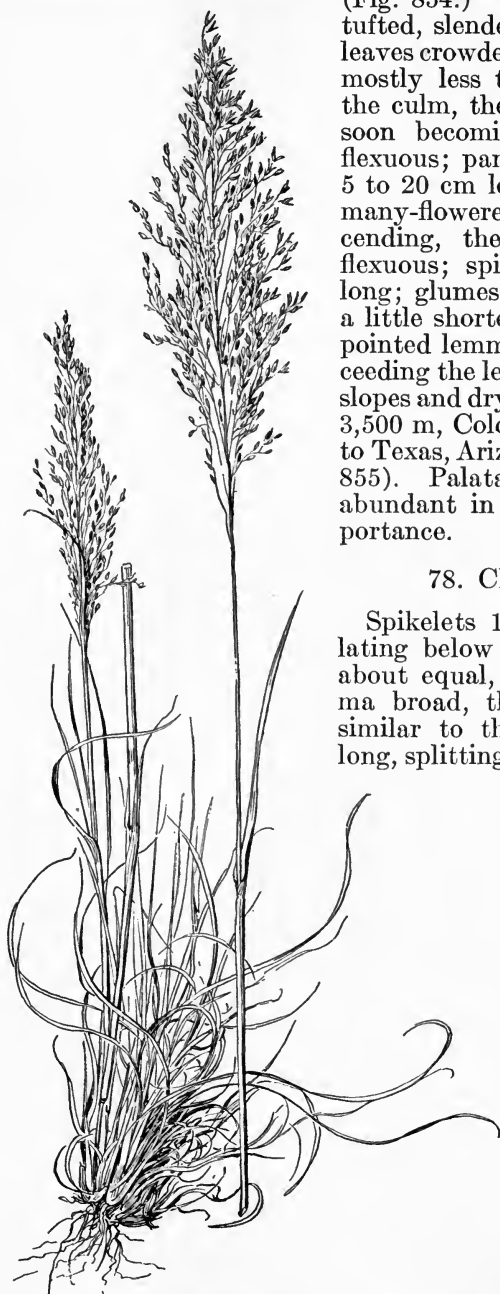 (Fig. 854.)
tufted, slende
leaves crowde
mostly less t
the culm, the
soon becomi
flexuous; par
5 to 20 cm le
many-flowere
cending, the
flexuous; spi
long; glumes
a little shorte
pointed lemm
ceeding the le
slopes and dry
3,500 m, Colo
to Texas, Ariz
855). Palata
abundant in
portance.
78. C
Spikelets 1
lating below
about equal,
ma broad, th
similar to th
long, splitting